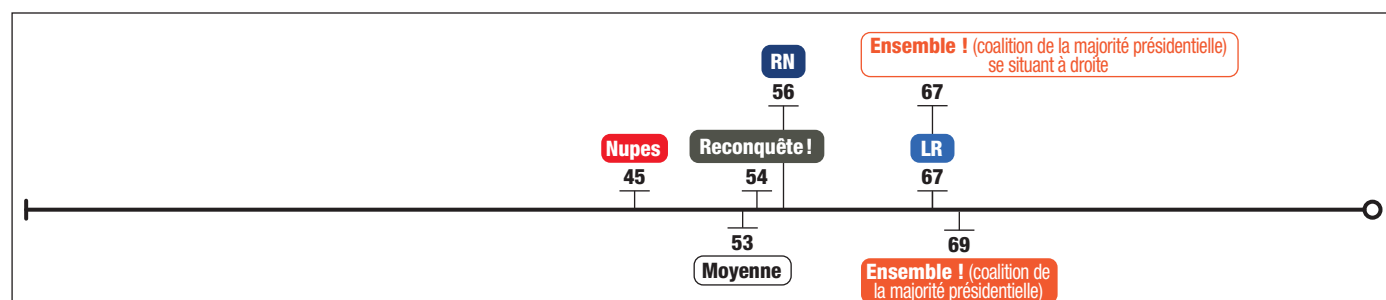 Ensemble ! (coalition de la majorité présidentielle)
se situant à droite
RN
56
67
Nupes
Reconquête !
LR
45
54
67
53
69
Moyenne
Ensemble ! (coalition de
la majorité présidentielle)